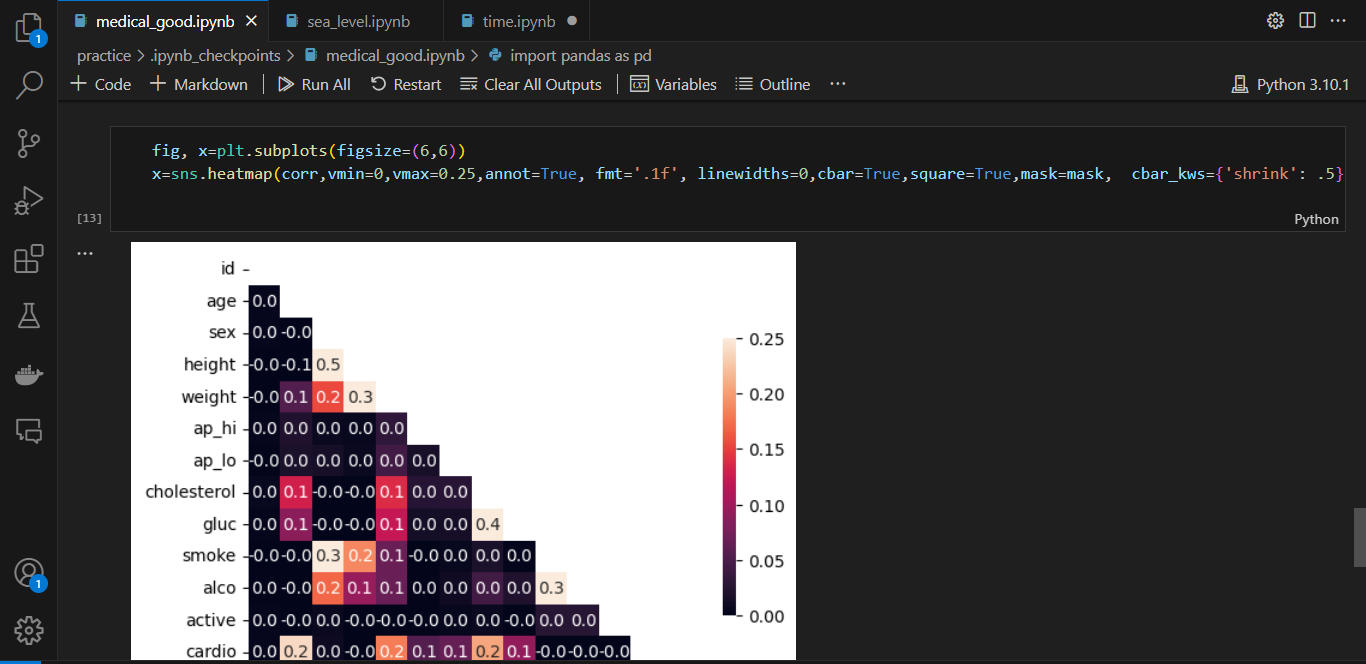 medical_good.ipynb sea_level.ipynb time.ipynb
1
practice > .ipynb_checkpoints > medical_good.ipynb > import pandas as pd
+ Code + Markdown Run All Restart Clear All Outputs Variables Outline ... Python 3.10.1
fig, x=plt.subplots(figsize=(6,6))
x=sns.heatmap(corr,vmin=0,vmax=0.25,annot=True, fmt='.1f', linewidths=0,cbar=True,square=True,mask=mask,  cbar_kws={'shrink': .5}
[13]
Python
...
id
age 0.0
sex 0.0 -0.0
height -0.0 -0.1 0.5
weight -0.0 0.1 0.2 0.3
ap_hi 0.0 0.0 0.0 0.0 0.0
ap_lo -0.0 0.0 0.0 0.0 0.0 0.0
cholesterol 0.0 0.1 -0.0 -0.0 0.1 0.0 0.0
gluc 0.0 0.1 -0.0 -0.0 0.1 0.0 0.0 0.4
smoke -0.0 -0.0 0.3 0.2 0.1 -0.0 0.0 0.0 0.0
alco 0.0 -0.0 0.2 0.1 0.1 0.0 0.0 0.0 0.0 0.3
active 0.0 -0.0 0.0 -0.0 -0.0 -0.0 0.0 0.0 -0.0 0.0 0.0
cardio 0.0 0.2 0.0 -0.0 0.2 0.1 0.1 0.2 0.1 -0.0 -0.0 -0.0
0.25
0.20
0.15
0.10
0.05
0.00
1